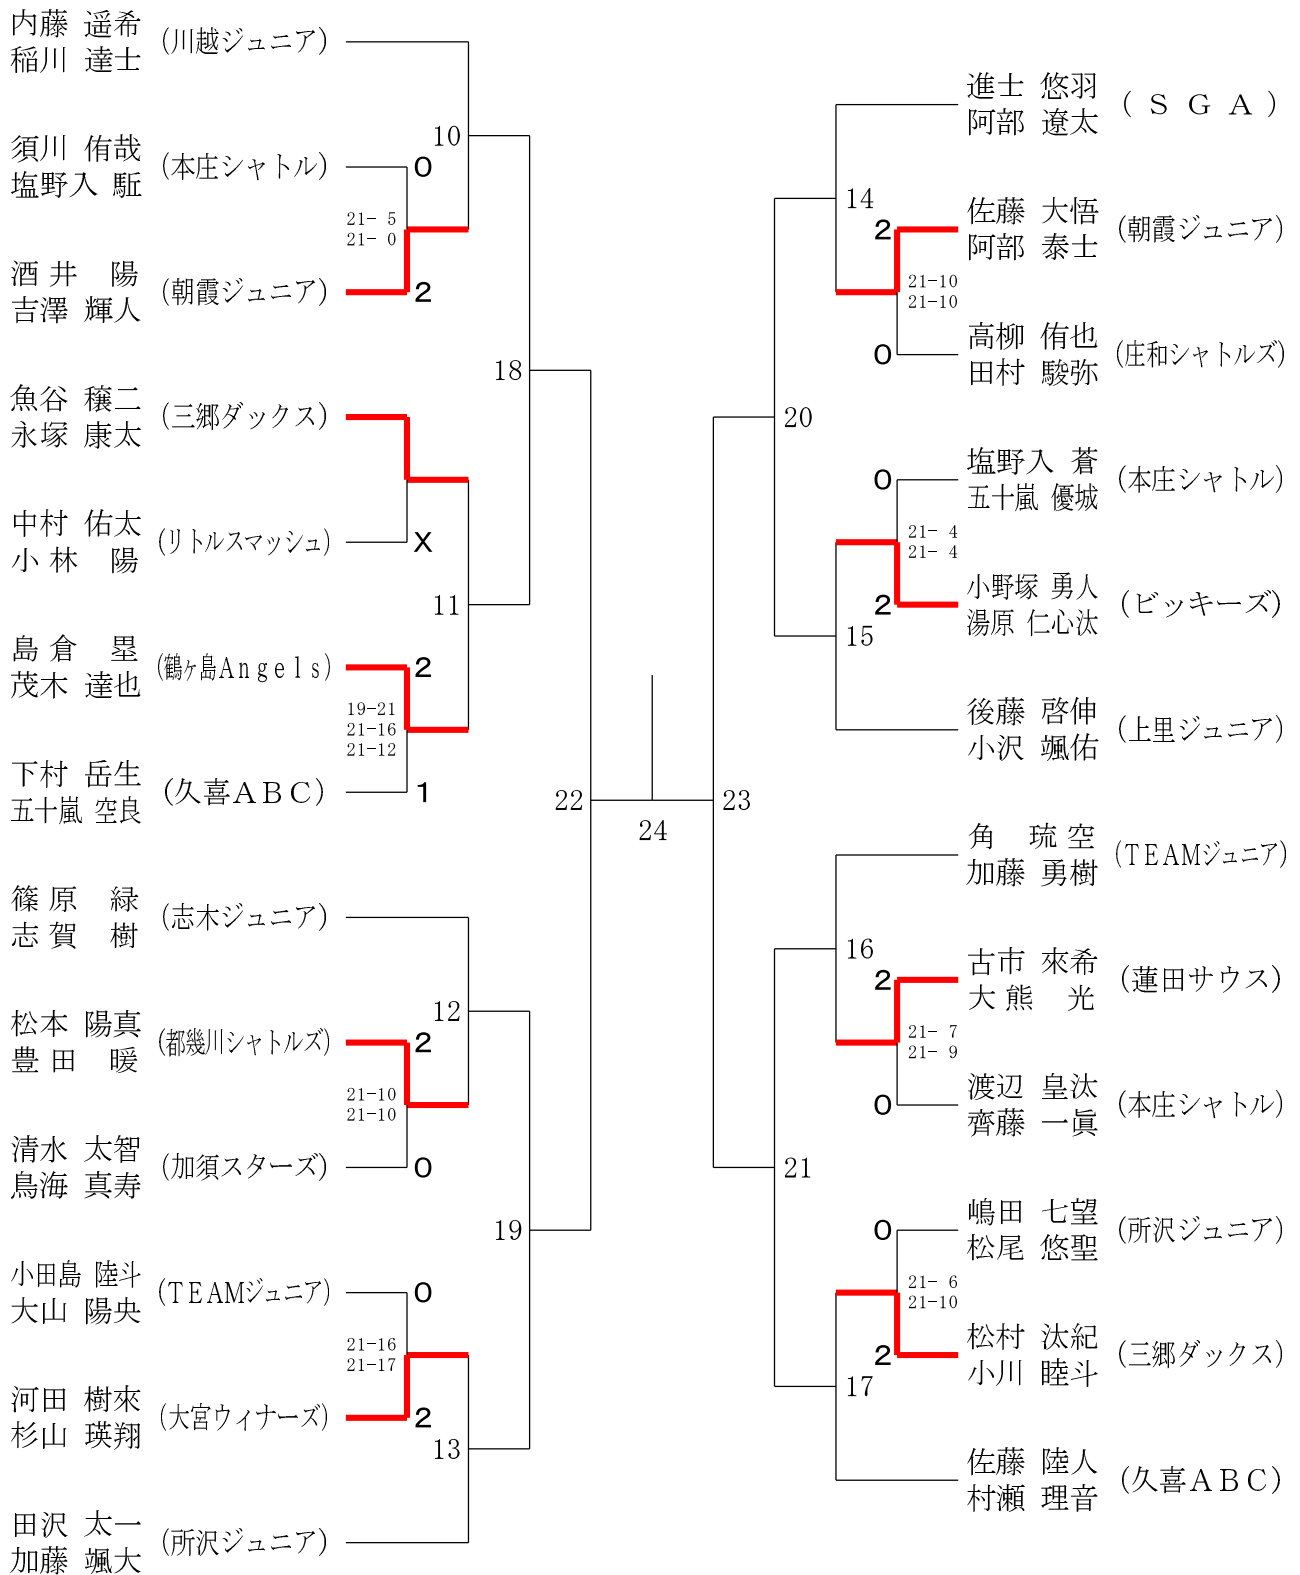 内藤 遥希
稲川 達士
(川越ジュニア)
10
須川 侑哉
塩野入 駈
(本庄シャトル)
0
21- 5
21- 0
酒井 陽
吉澤 輝人
(朝霞ジュニア)
2
18
魚谷 穣二
永塚 康太
(三郷ダックス)
中村 佑太
小林 陽
(リトルスマッシュ)
X
11
島倉 塁
茂木 達也
(鶴ヶ島Angels)
2
19-21
21-16
21-12
下村 岳生
五十嵐 空良
(久喜ABC)
1
22
篠原 緑
志賀 樹
(志木ジュニア)
12
松本 陽真
豊田 暖
(都幾川シャトルズ)
2
21-10
21-10
清水 太智
鳥海 真寿
(加須スターズ)
0
19
小田島 陸斗
大山 陽央
(TEAMジュニア)
0
21-16
21-17
河田 樹來
杉山 瑛翔
(大宮ウィナーズ)
2
13
田沢 太一
加藤 颯大
(所沢ジュニア)
24
進士 悠羽
阿部 遼太
(SGA)
14
佐藤 大悟
阿部 泰士
(朝霞ジュニア)
2
21-10
21-10
高柳 侑也
田村 駿弥
(庄和シャトルズ)
0
20
塩野入 蒼
五十嵐 優城
(本庄シャトル)
0
21- 4
21- 4
小野塚 勇人
湯原 仁心汰
(ビッキーズ)
2
15
後藤 啓伸
小沢 颯佑
(上里ジュニア)
23
角 琉空
加藤 勇樹
(TEAMジュニア)
16
古市 來希
大熊 光
(蓮田サウス)
2
21- 7
21- 9
渡辺 皇汰
齊藤 一眞
(本庄シャトル)
0
21
嶋田 七望
松尾 悠聖
(所沢ジュニア)
0
21- 6
21-10
松村 汰紀
小川 睦斗
(三郷ダックス)
2
17
佐藤 陸人
村瀬 理音
(久喜ABC)